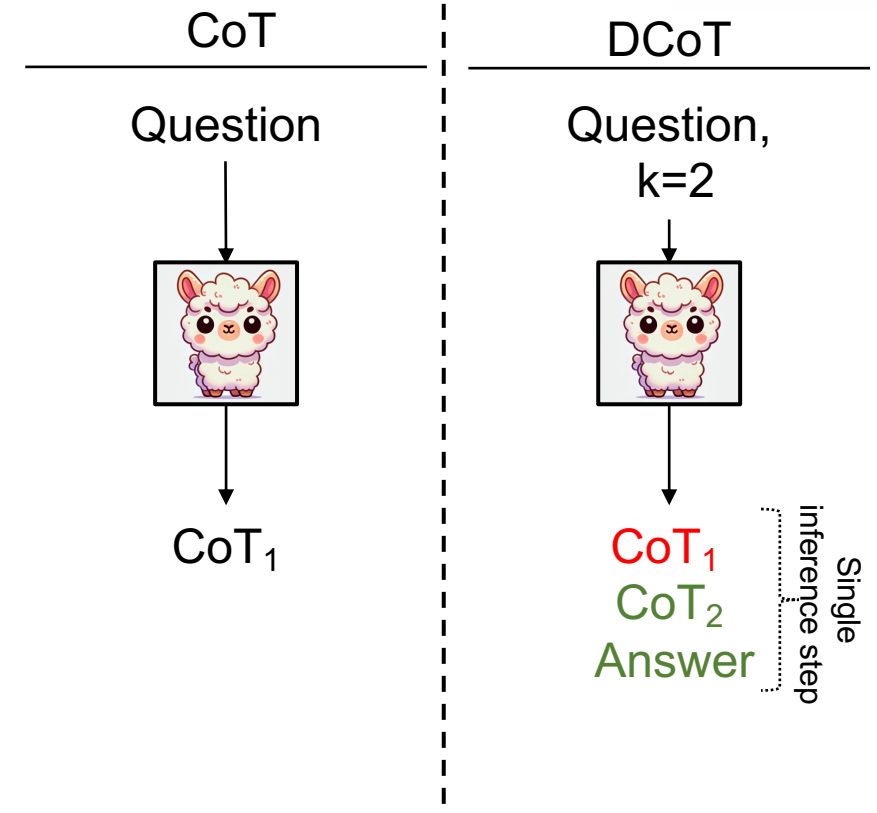 CoT
Question
CoT₁
DCoT
Question,
k=2
CoT₁
CoT₂
Answer
Single
inference step